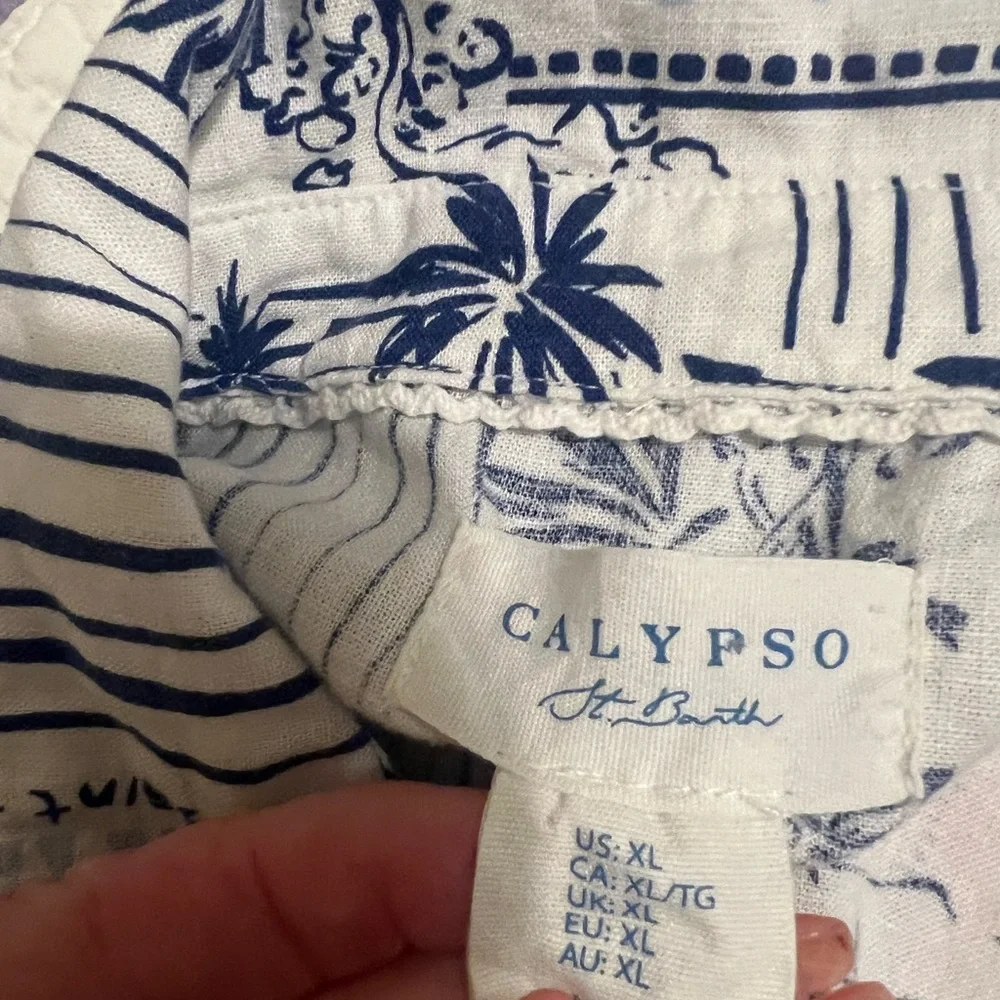 CALYPSO
St. Barth
US: XL
CA: XL/TG
UK: XL
EU: XL
AU: XL